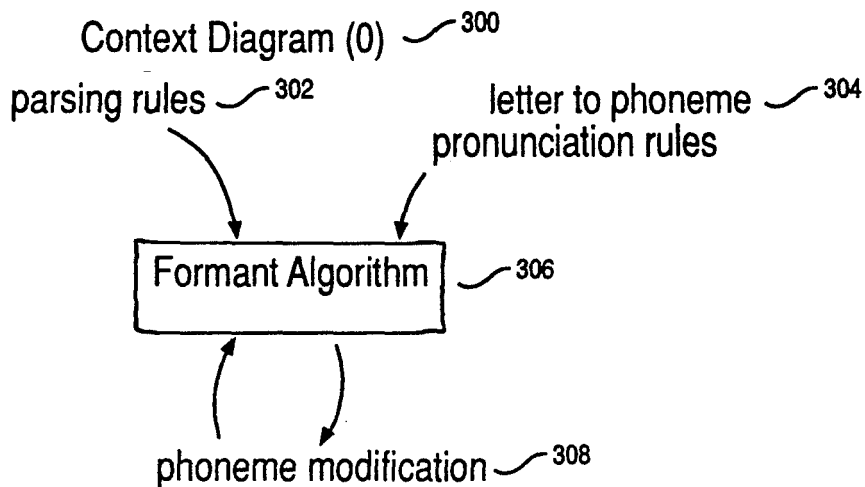 Context Diagram (0) 300
parsing rules 302
letter to phoneme 304
pronunciation rules
Formant Algorithm 306
phoneme modification 308